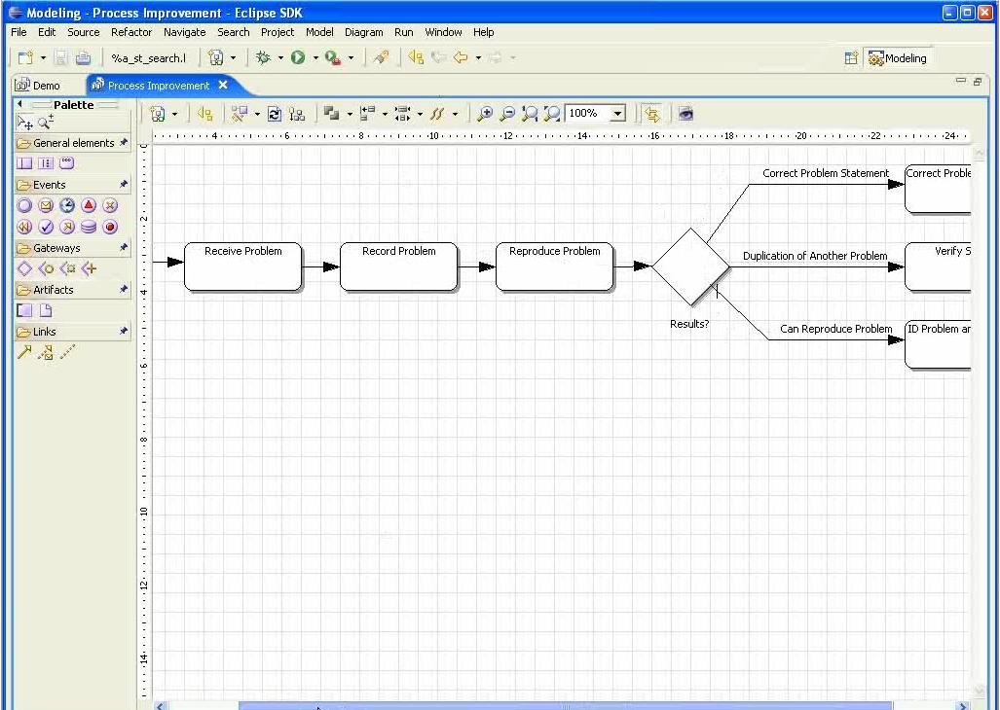 Modeling - Process Improvement - Eclipse SDK
File Edit Source Refactor Navigate Search Project Model Diagram Run Window Help
%a_st_search.l
Modeling
Demo
Process Improvement
Palette
100%
General elements
Events
Gateways
Artifacts
Links
4 6 8 10 12 14 16 18 20 22 24
0
2
4
6
8
10
12
14
Correct Problem Statement
Correct Proble
Receive Problem
Record Problem
Reproduce Problem
Duplication of Another Problem
Verify S
Results?
Can Reproduce Problem
ID Problem ar